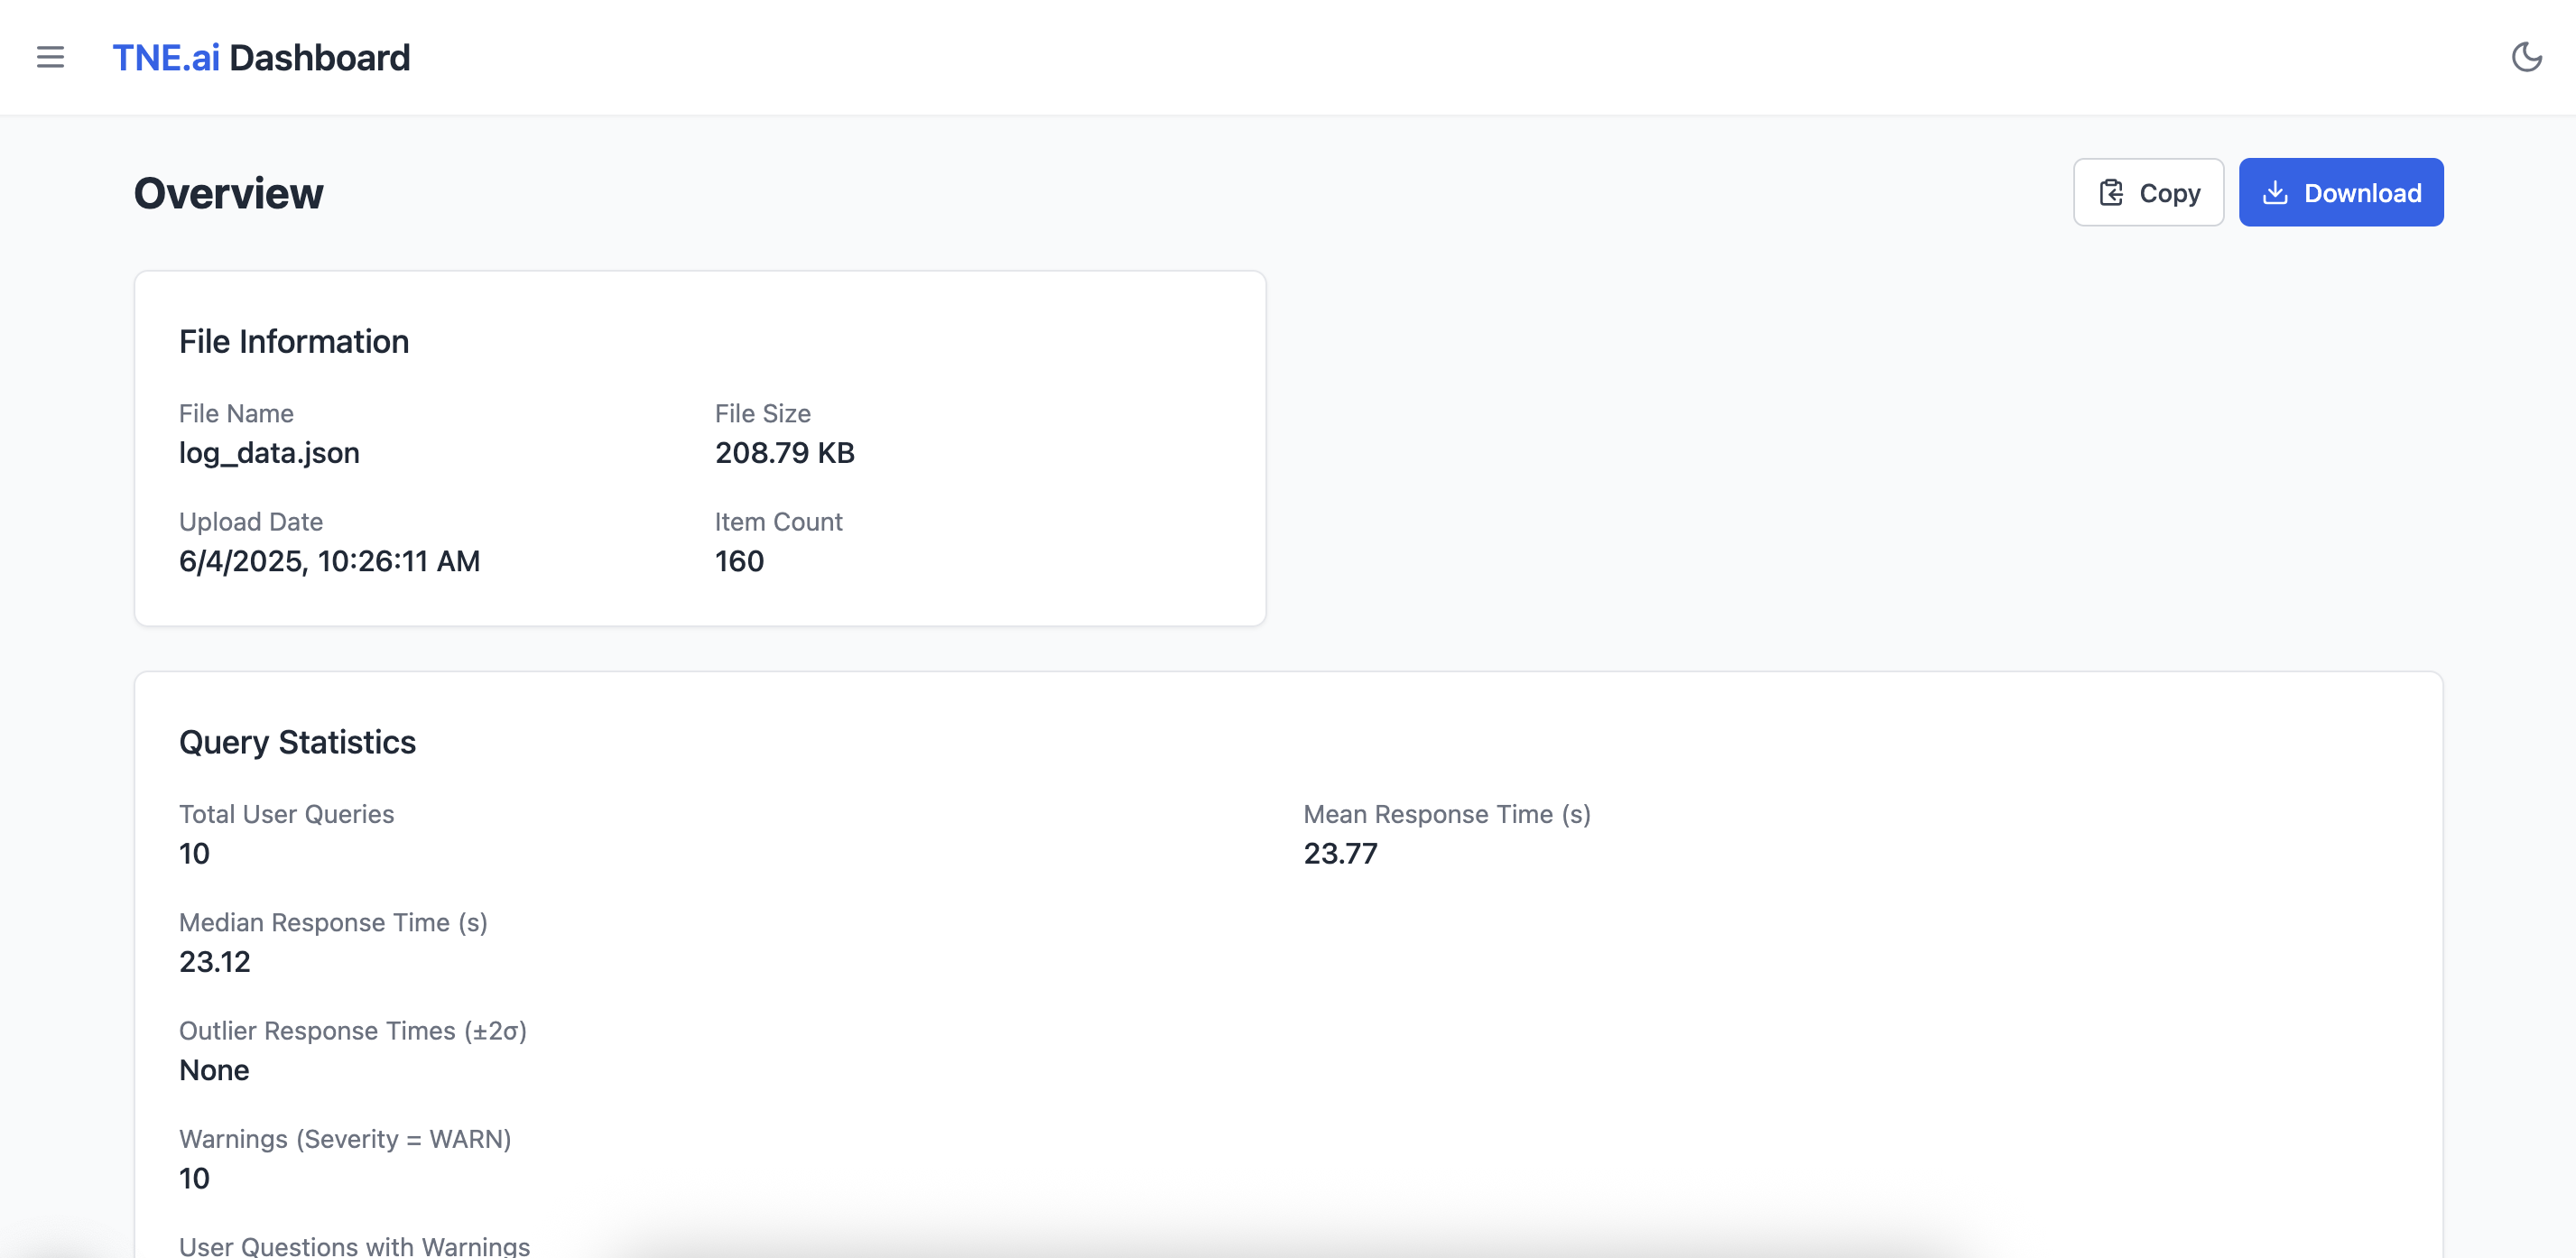 TNE.ai Dashboard
Overview
Copy
Download
File Information
File Name
log_data.json
File Size
208.79 KB
Upload Date
6/4/2025, 10:26:11 AM
Item Count
160
Query Statistics
Total User Queries
10
Mean Response Time (s)
23.77
Median Response Time (s)
23.12
Outlier Response Times (±2σ)
None
Warnings (Severity = WARN)
10
User Questions with Warnings